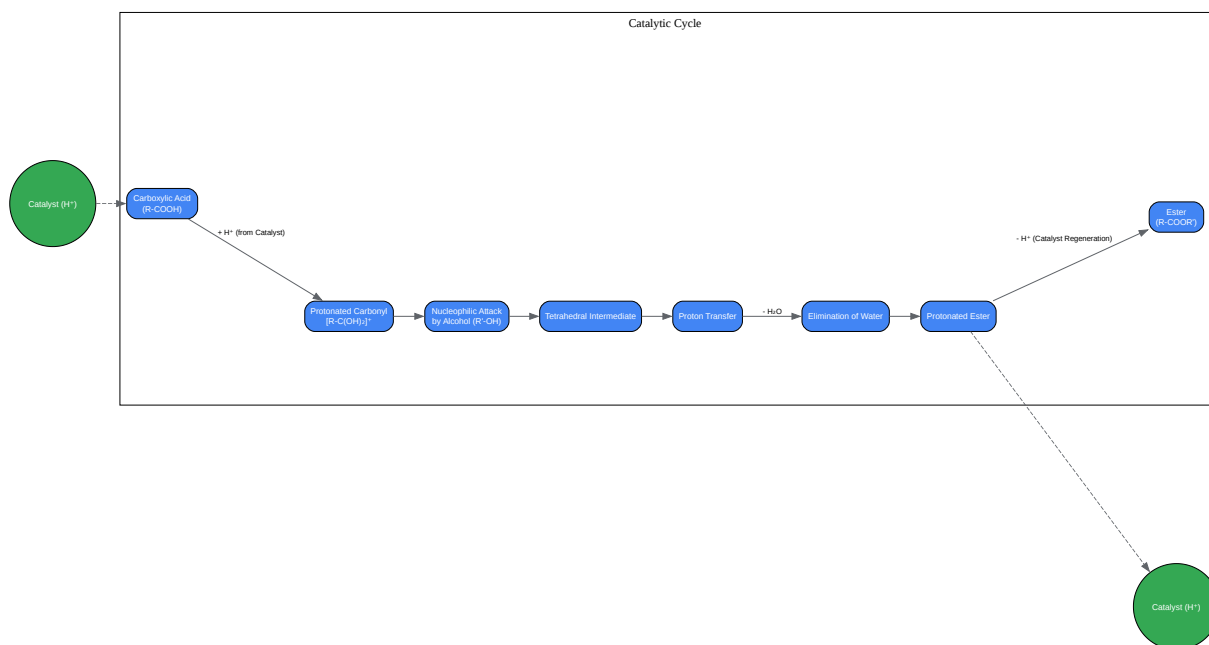 Catalytic Cycle
Catalyst (H⁺)
Carboxylic Acid
(R-COOH)
+ H⁺ (from Catalyst)
Protonated Carbonyl
[R-C(OH)₂]⁺
Nucleophilic Attack
by Alcohol (R'-OH)
Tetrahedral Intermediate
Proton Transfer
- H₂O
Elimination of Water
Protonated Ester
- H⁺ (Catalyst Regeneration)
Ester
(R-COOR')
Catalyst (H⁺)